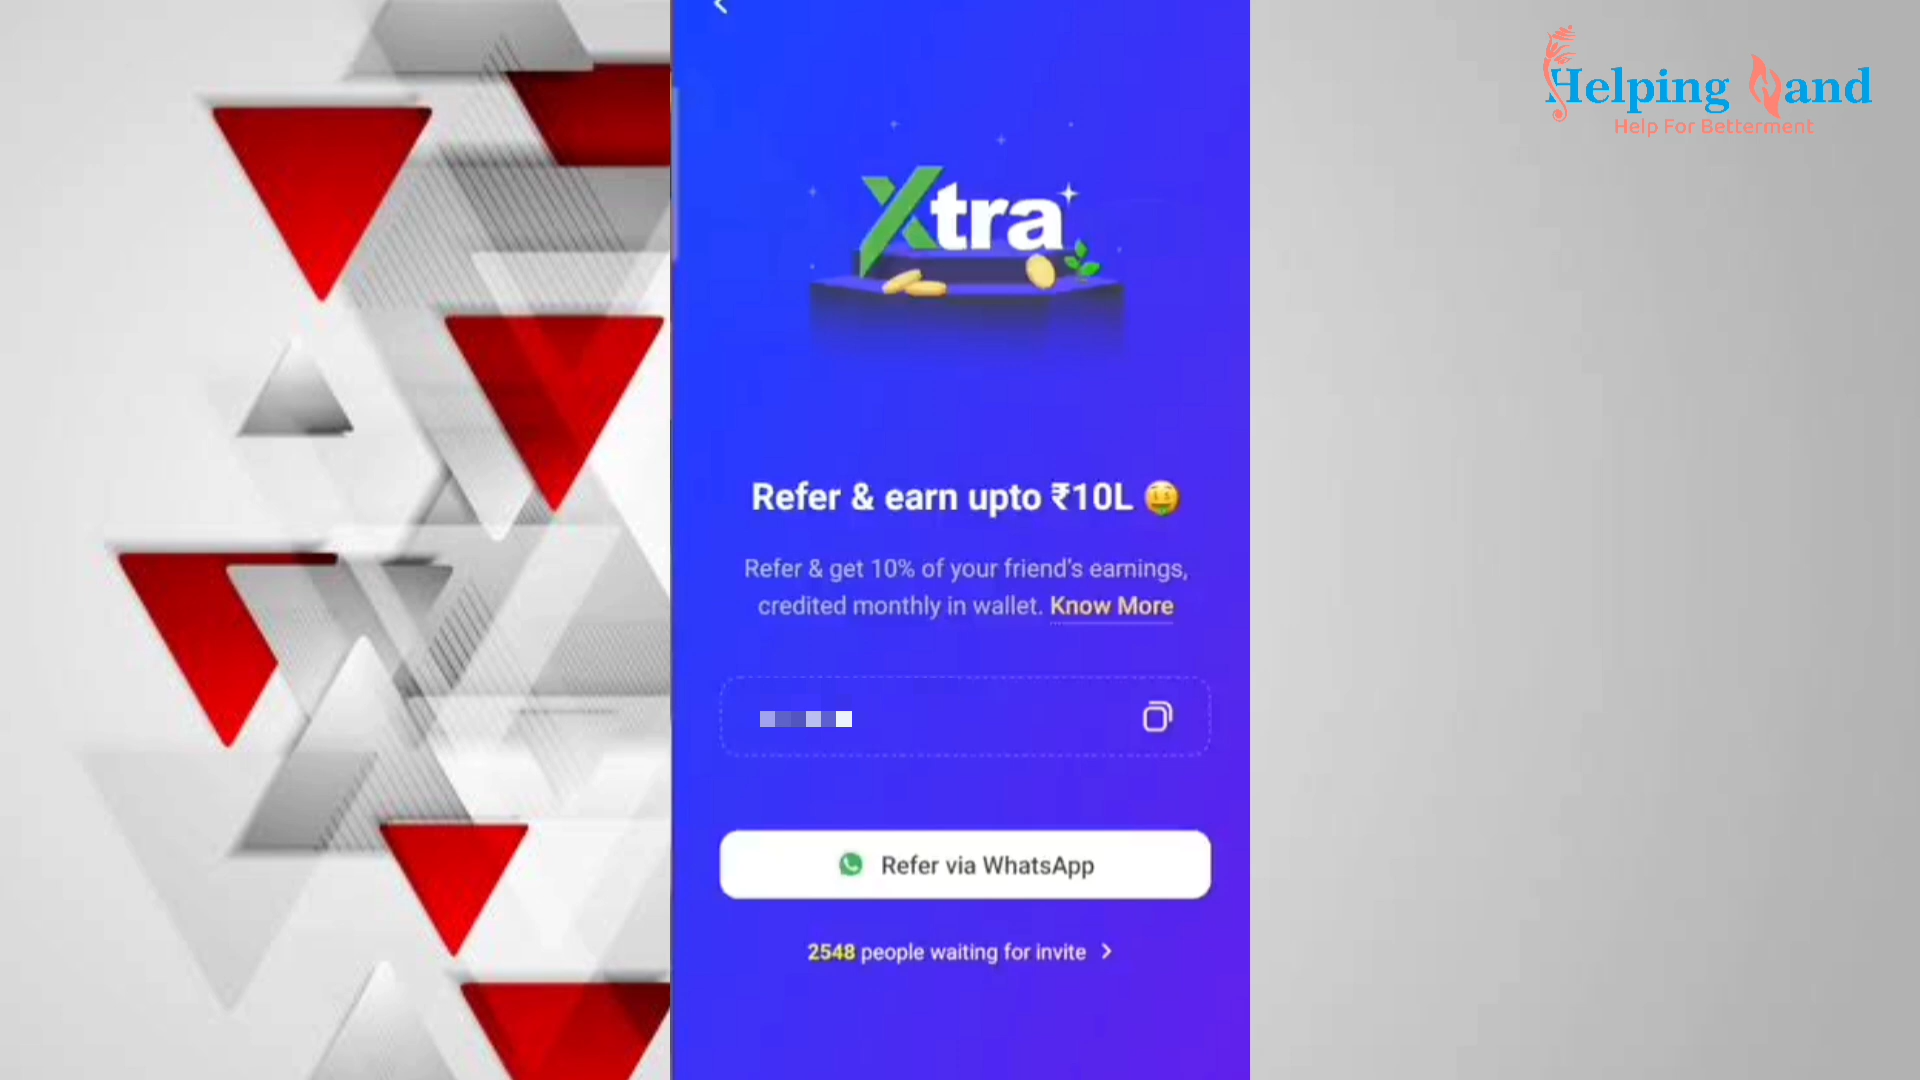 Helping Hand
Help For Betterment
Xtra
Refer & earn upto ₹10L
Refer & get 10% of your friend's earnings,
credited monthly in wallet. Know More
Refer via WhatsApp
2548 people waiting for invite